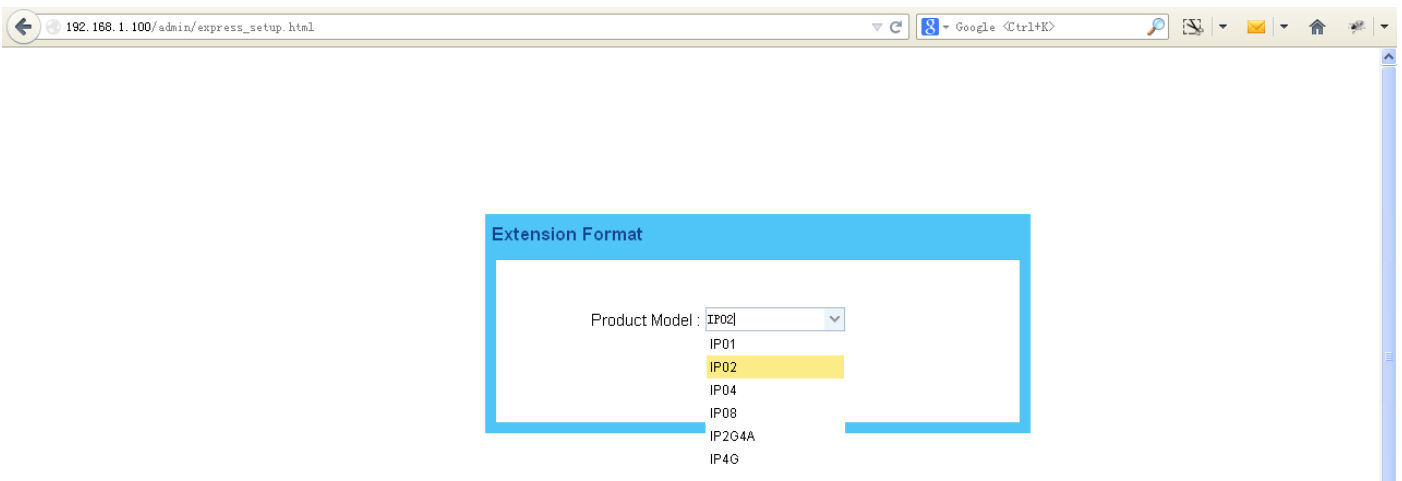 192.168.1.100/admin/express_setup.html
8 Google <Ctrl+K>
Extension Format
Product Model : IP02
IP01
IP02
IP04
IP08
IP2G4A
IP4G